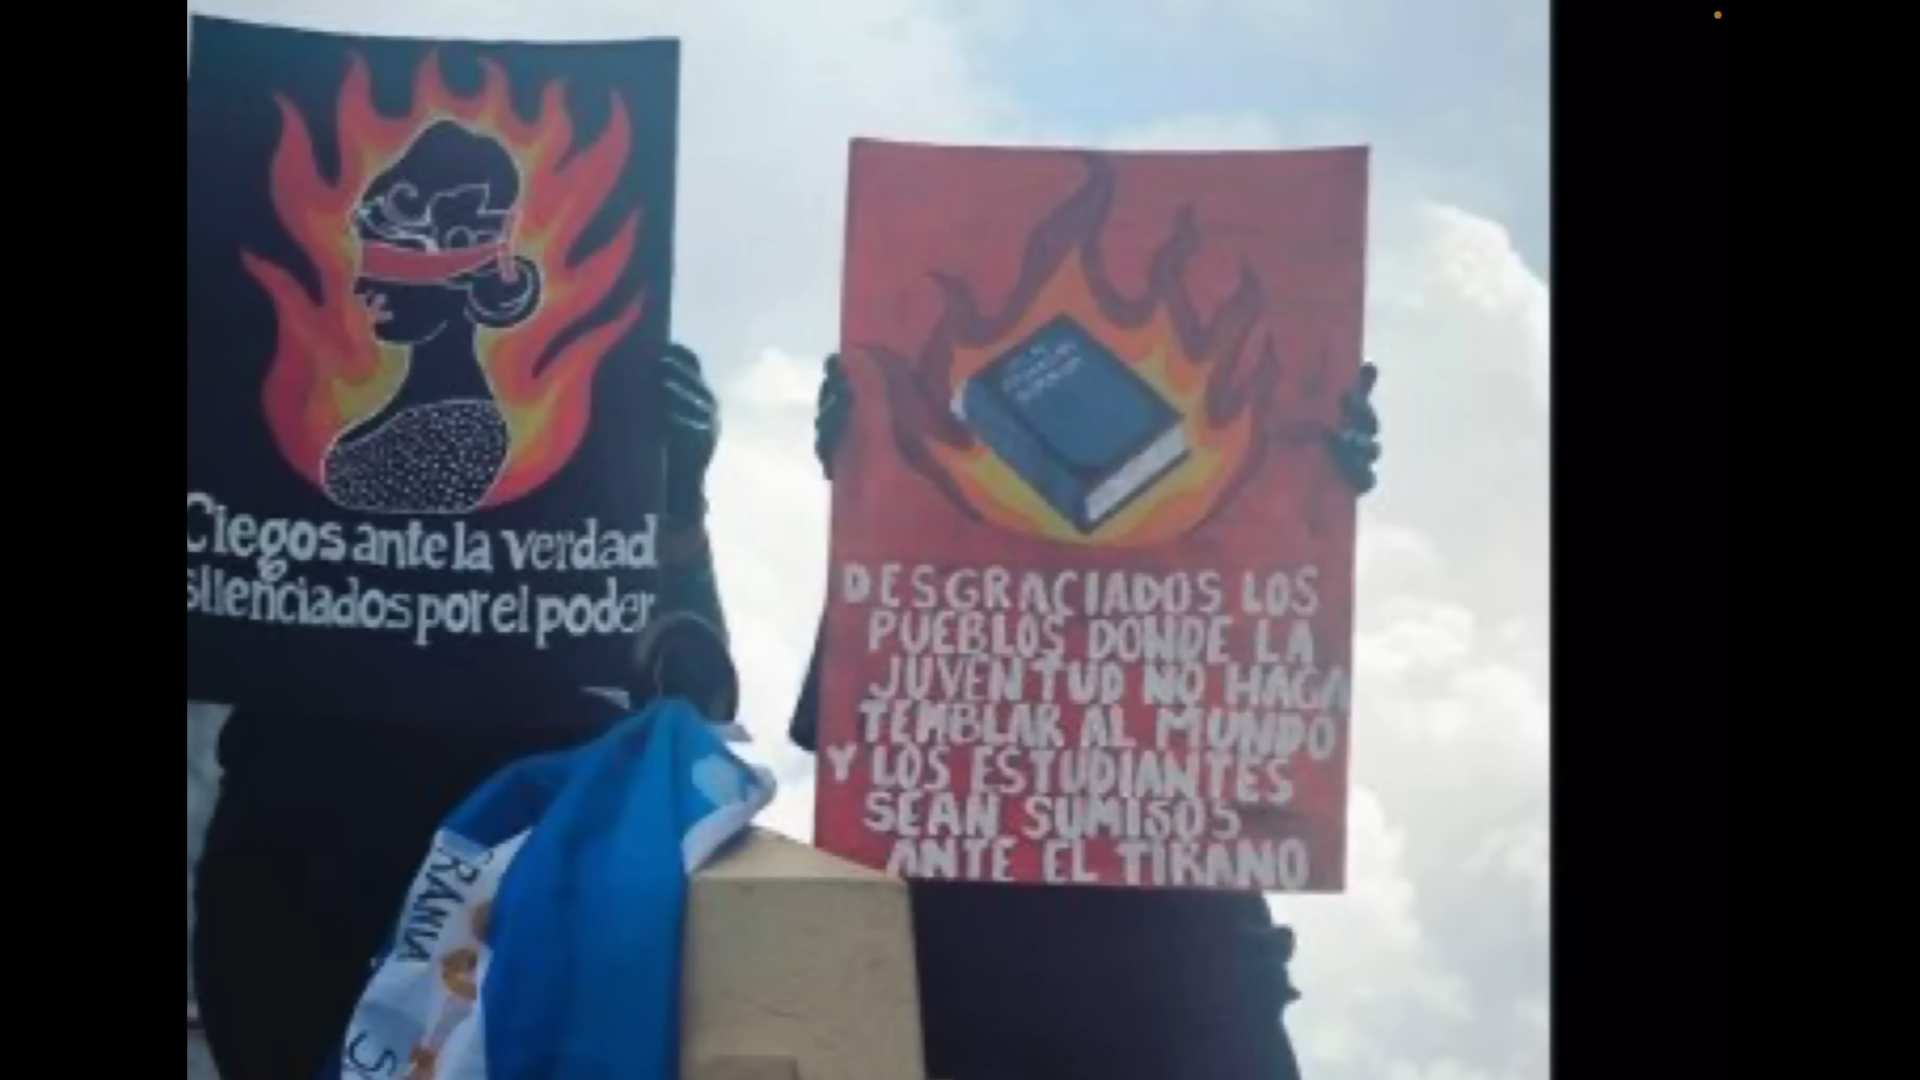 Ciegos ante la verdad
silenciados por el poder
DESGRACIADOS LOS
PUEBLOS DONDE LA
JUVENTUD NO HAGA
TEMBLAR AL MUNDO
Y LOS ESTUDIANTES
SEAN SUMISOS
ANTE EL TIRANO